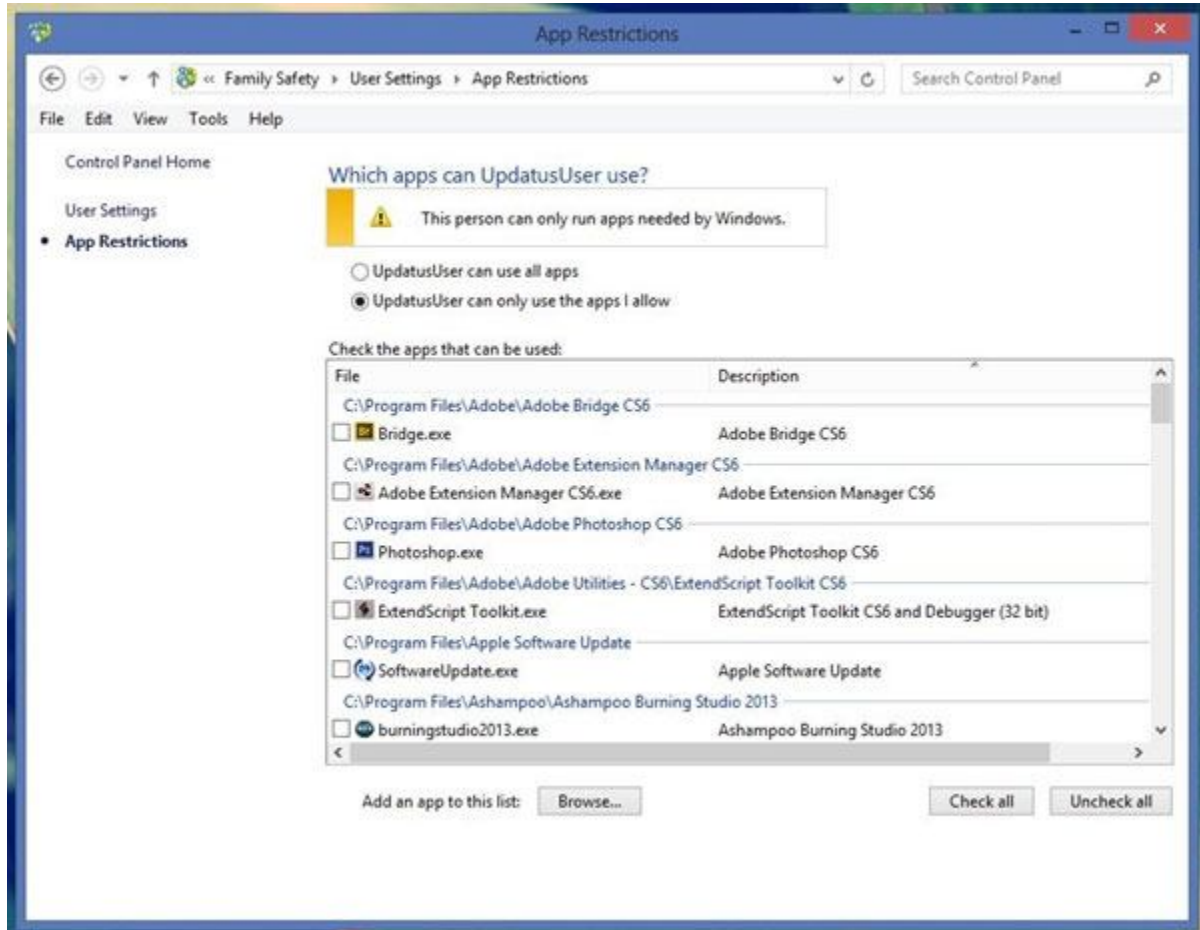 App Restrictions
« Family Safety ▸ User Settings ▸ App Restrictions
Search Control Panel
File Edit View Tools Help
Control Panel Home
User Settings
App Restrictions
Which apps can UpdatusUser use?
This person can only run apps needed by Windows.
UpdatusUser can use all apps
UpdatusUser can only use the apps I allow
Check the apps that can be used:
File Description
C:\Program Files\Adobe\Adobe Bridge CS6
Br Bridge.exe Adobe Bridge CS6
C:\Program Files\Adobe\Adobe Extension Manager CS6
Adobe Extension Manager CS6.exe Adobe Extension Manager CS6
C:\Program Files\Adobe\Adobe Photoshop CS6
Ps Photoshop.exe Adobe Photoshop CS6
C:\Program Files\Adobe\Adobe Utilities - CS6\ExtendScript Toolkit CS6
ExtendScript Toolkit.exe ExtendScript Toolkit CS6 and Debugger (32 bit)
C:\Program Files\Apple Software Update
SoftwareUpdate.exe Apple Software Update
C:\Program Files\Ashampoo\Ashampoo Burning Studio 2013
burningstudio2013.exe Ashampoo Burning Studio 2013
Add an app to this list: Browse... Check all Uncheck all